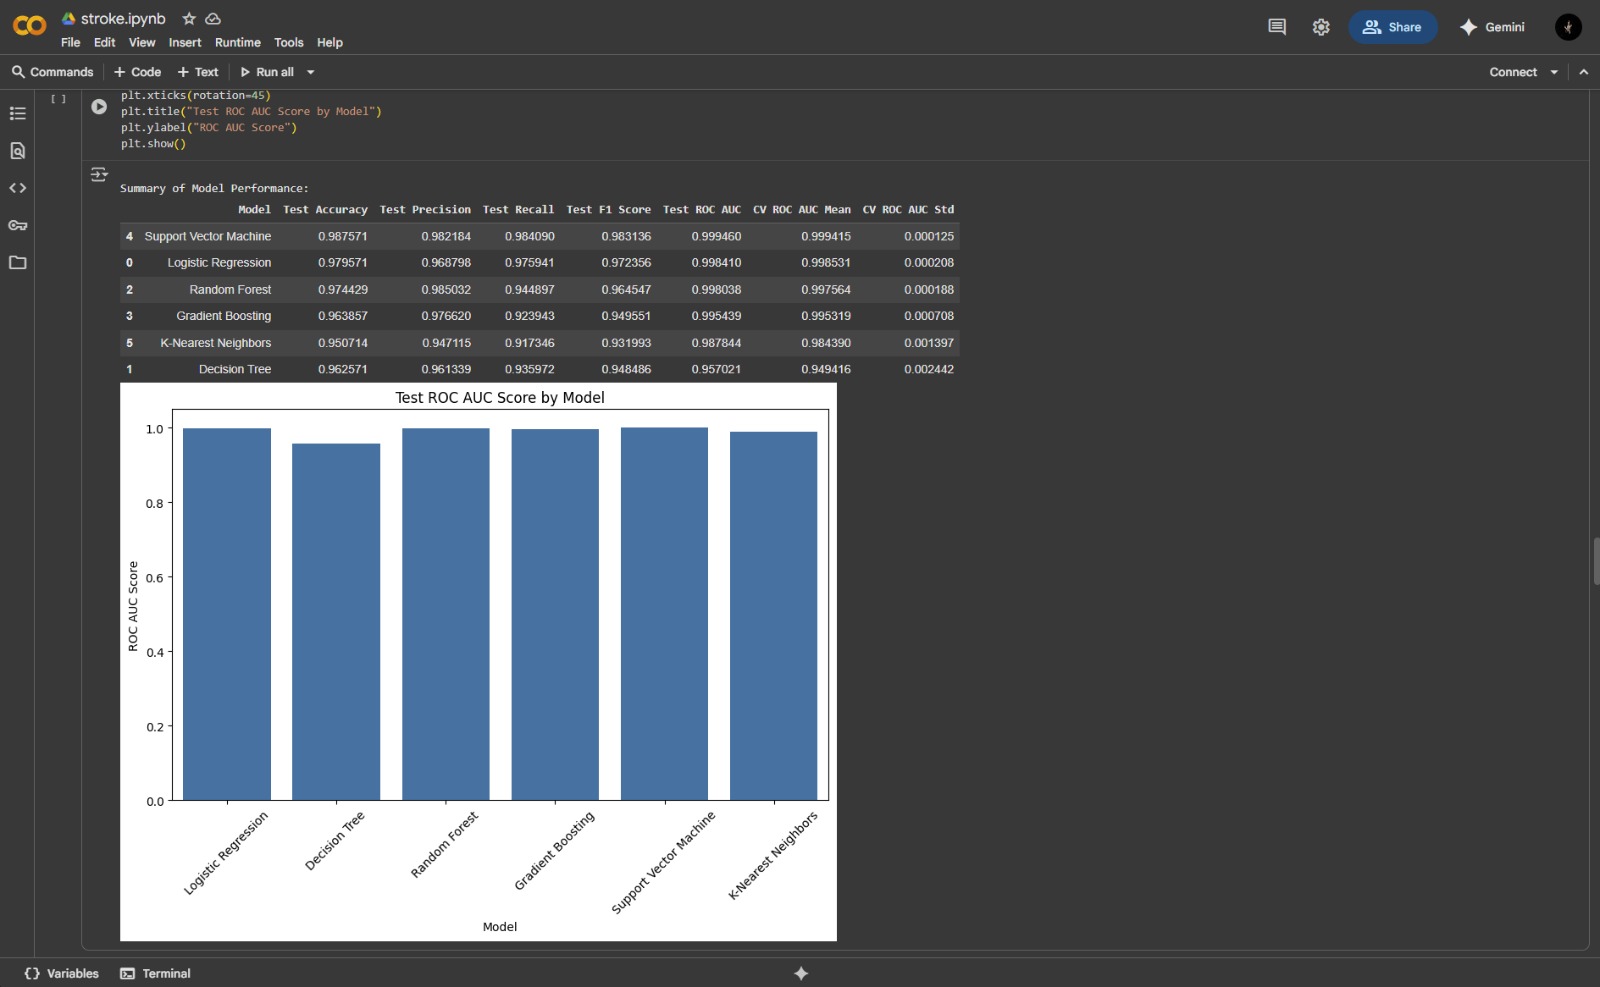 stroke.ipynb
File Edit View Insert Runtime Tools Help
Share
Gemini
Commands + Code + Text Run all
Connect
[ ]
plt.xticks(rotation=45)
plt.title("Test ROC AUC Score by Model")
plt.ylabel("ROC AUC Score")
plt.show()
Summary of Model Performance:
Model Test Accuracy Test Precision Test Recall Test F1 Score Test ROC AUC CV ROC AUC Mean CV ROC AUC Std
4 Support Vector Machine 0.987571 0.982184 0.984090 0.983136 0.999460 0.999415 0.000125
0 Logistic Regression 0.979571 0.968798 0.975941 0.972356 0.998410 0.998531 0.000208
2 Random Forest 0.974429 0.985032 0.944897 0.964547 0.998038 0.997564 0.000188
3 Gradient Boosting 0.963857 0.976620 0.923943 0.949551 0.995439 0.995319 0.000708
5 K-Nearest Neighbors 0.950714 0.947115 0.917346 0.931993 0.987844 0.984390 0.001397
1 Decision Tree 0.962571 0.961339 0.935972 0.948486 0.957021 0.949416 0.002442
Test ROC AUC Score by Model
1.0
0.8
0.6
0.4
0.2
0.0
ROC AUC Score
Logistic Regression
Decision Tree
Random Forest
Gradient Boosting
Support Vector Machine
K-Nearest Neighbors
Model
Variables
Terminal